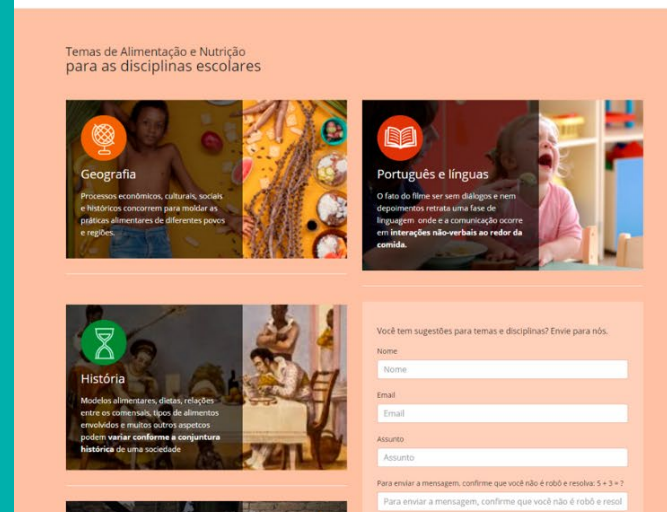 Temas de Alimentação e Nutrição
para as disciplinas escolares
Geografia
Processos econômicos, culturais, sociais
e históricos concorrem para moldar as
práticas alimentares de diferentes povos
e regiões.
Português e línguas
O fato do filme ser sem diálogos e nem
depoimentos retrata uma fase de
linguagem onde e a comunicação ocorre
em interações não-verbais ao redor da
comida.
História
Modelos alimentares, dietas, relações
entre os comensais, tipos de alimentos
envolvidos e muitos outros aspetcos
podem variar conforme a conjuntura
histórica de uma sociedade
Você tem sugestões para temas e disciplinas? Envie para nós.
Nome
Nome
Email
Email
Assunto
Assunto
Para enviar a mensagem, confirme que você não é robô e resolva: 5 + 3 = ?
Para enviar a mensagem, confirme que você não é robô e resol